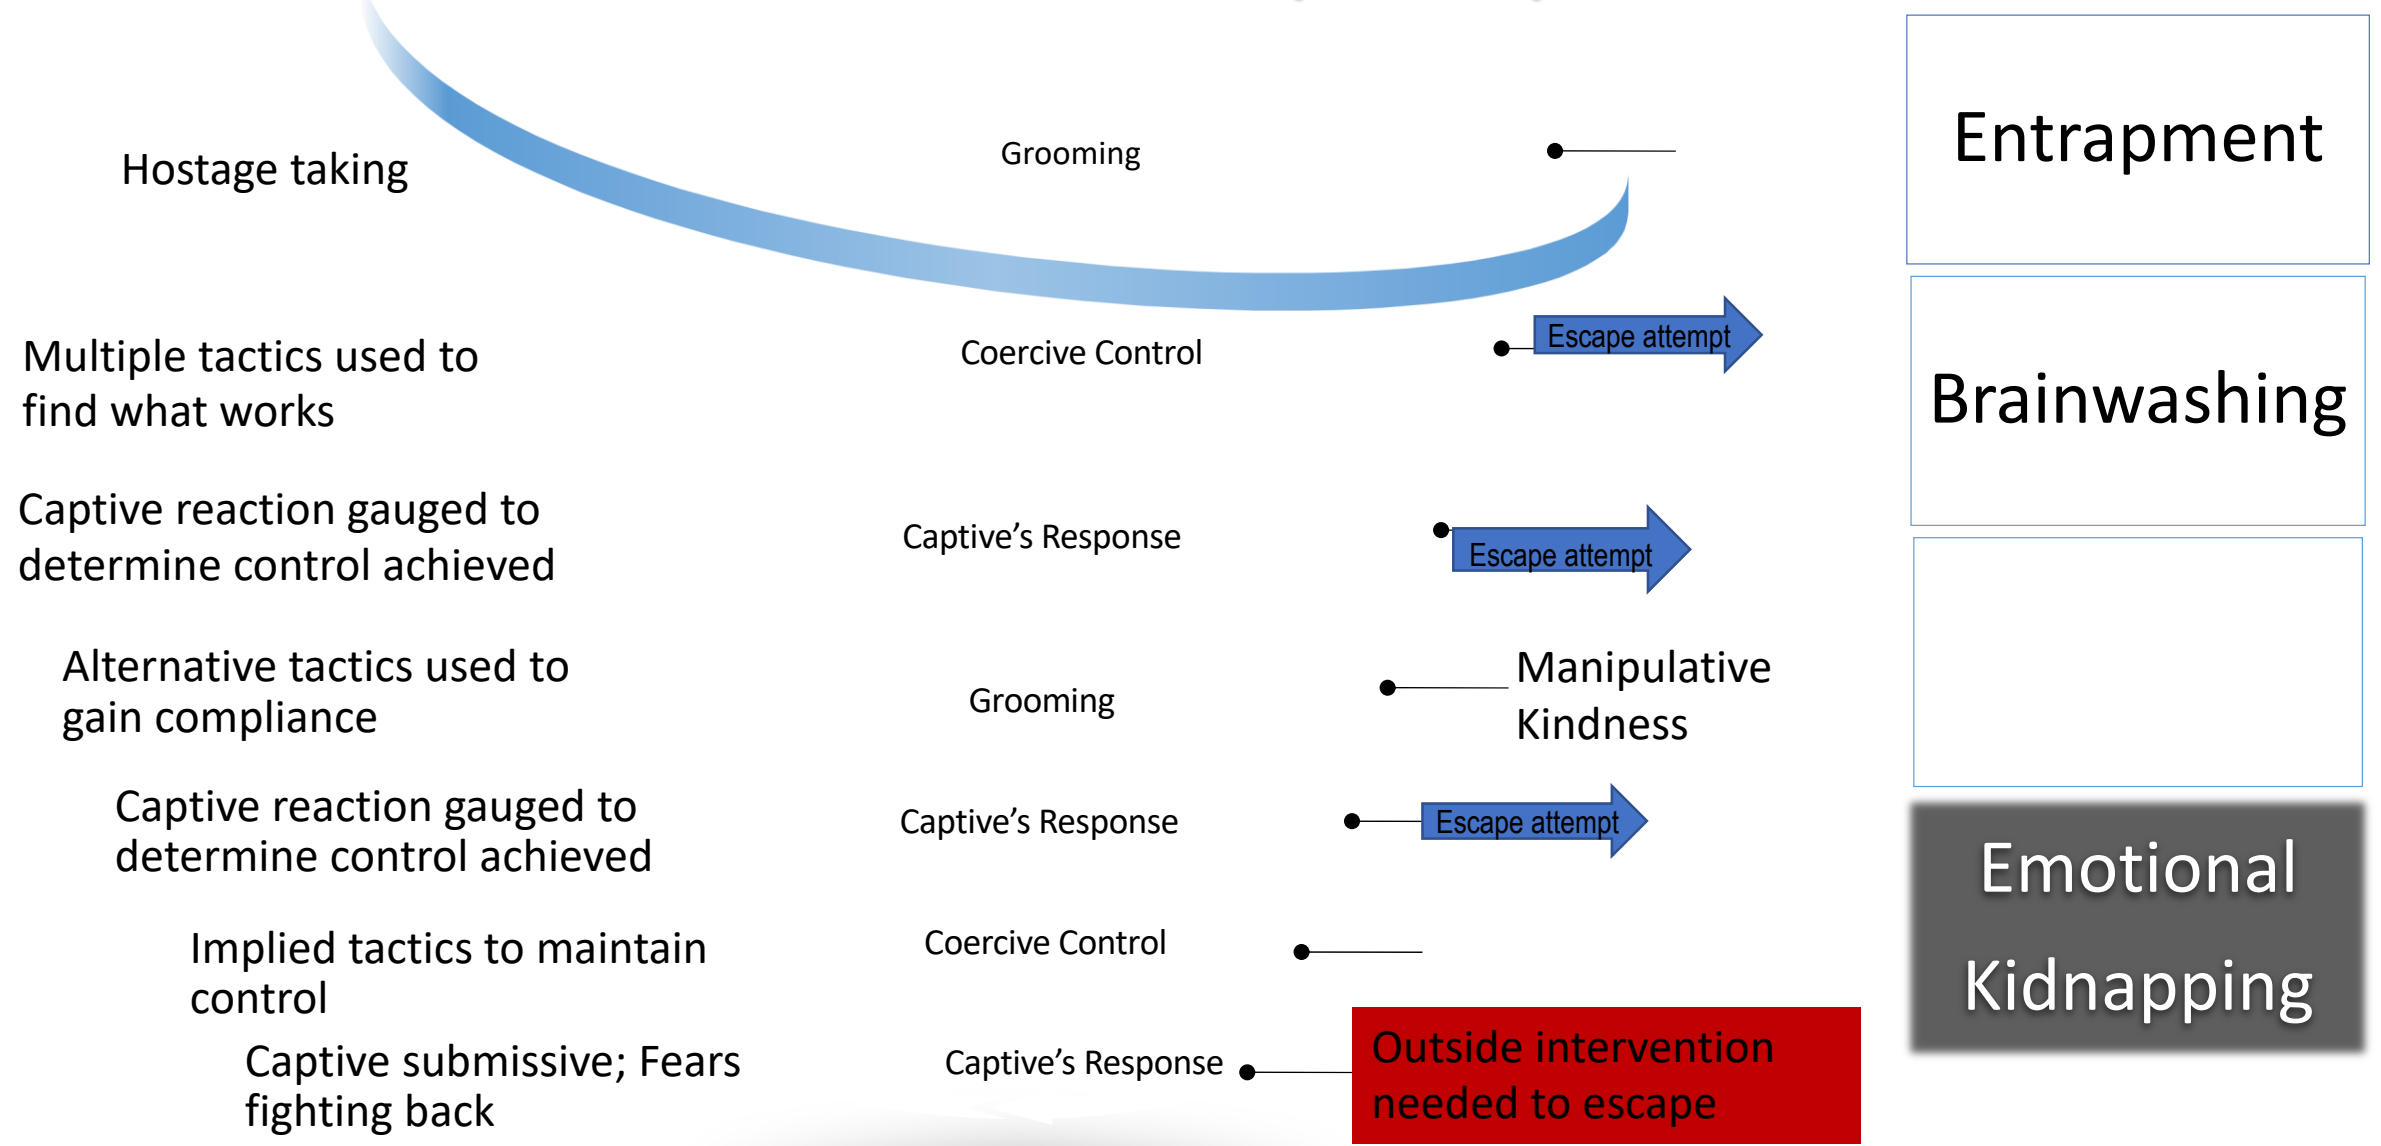 Hostage taking
Grooming
Entrapment
Multiple tactics used to
find what works
Coercive Control
Escape attempt
Brainwashing
Captive reaction gauged to
determine control achieved
Captive’s Response
Escape attempt
Alternative tactics used to
gain compliance
Grooming
Manipulative
Kindness
Captive reaction gauged to
determine control achieved
Captive’s Response
Escape attempt
Emotional
Kidnapping
Implied tactics to maintain
control
Coercive Control
Captive submissive; Fears
fighting back
Captive’s Response
Outside intervention
needed to escape